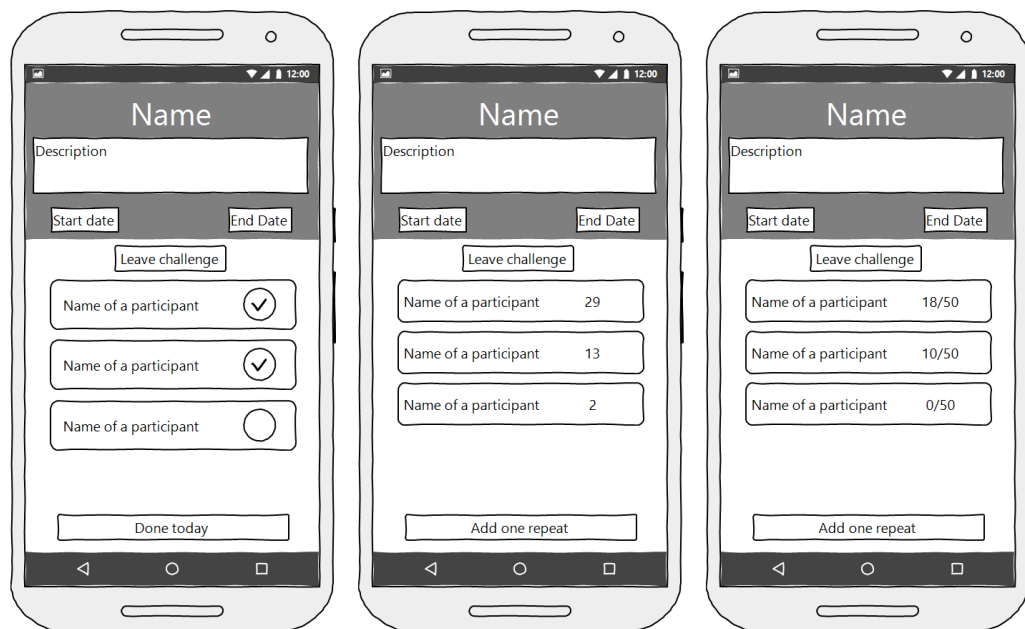 12:00
Name
Description
Start date End Date
Leave challenge
Name of a participant
Name of a participant
Name of a participant
Done today
12:00
Name
Description
Start date End Date
Leave challenge
Name of a participant 29
Name of a participant 13
Name of a participant 2
Add one repeat
12:00
Name
Description
Start date End Date
Leave challenge
Name of a participant 18/50
Name of a participant 10/50
Name of a participant 0/50
Add one repeat